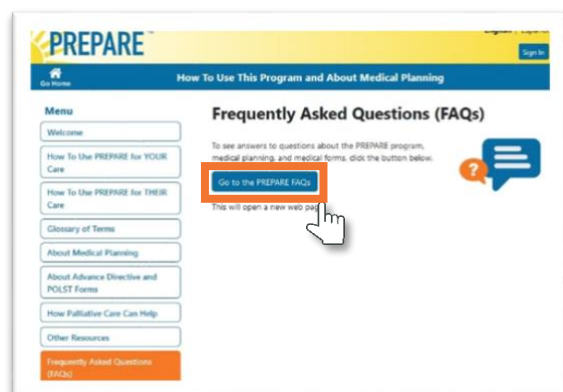 PREPARE™
Sign In
Go Home
How To Use This Program and About Medical Planning
Menu
Welcome
How To Use PREPARE for YOUR
Care
How To Use PREPARE for THEIR
Care
Glossary of Terms
About Medical Planning
About Advance Directive and
POLST Forms
How Palliative Care Can Help
Other Resources
Frequently Asked Questions
(FAQs)
Frequently Asked Questions (FAQs)
To see answers to questions about the PREPARE program,
medical planning, and medical forms, click the button below.
Go to the PREPARE FAQs
This will open a new web
?